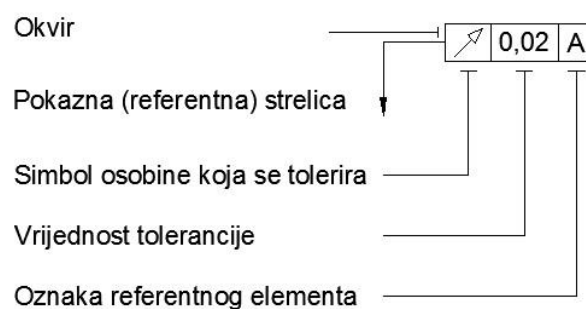 Okvir
0,02 A
Pokazna (referentna) strelica
Simbol osobine koja se tolerira
Vrijednost tolerancije
Oznaka referentnog elementa